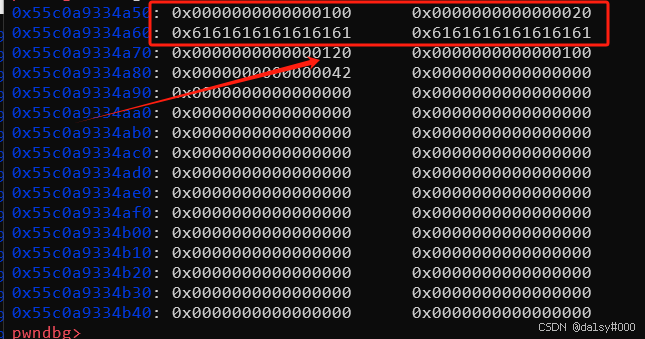 0x55c0a9334a50: 0x0000000000000100 0x0000000000000020
0x55c0a9334a60: 0x6161616161616161 0x6161616161616161
0x55c0a9334a70: 0x0000000000000120 0x0000000000000100
0x55c0a9334a80: 0x0000000000000042 0x0000000000000000
0x55c0a9334a90: 0x0000000000000000 0x0000000000000000
0x55c0a9334aa0: 0x0000000000000000 0x0000000000000000
0x55c0a9334ab0: 0x0000000000000000 0x0000000000000000
0x55c0a9334ac0: 0x0000000000000000 0x0000000000000000
0x55c0a9334ad0: 0x0000000000000000 0x0000000000000000
0x55c0a9334ae0: 0x0000000000000000 0x0000000000000000
0x55c0a9334af0: 0x0000000000000000 0x0000000000000000
0x55c0a9334b00: 0x0000000000000000 0x0000000000000000
0x55c0a9334b10: 0x0000000000000000 0x0000000000000000
0x55c0a9334b20: 0x0000000000000000 0x0000000000000000
0x55c0a9334b30: 0x0000000000000000 0x0000000000000000
0x55c0a9334b40: 0x0000000000000000 0x0000000000000000
pwndbg>
CSDN @dalsy#000